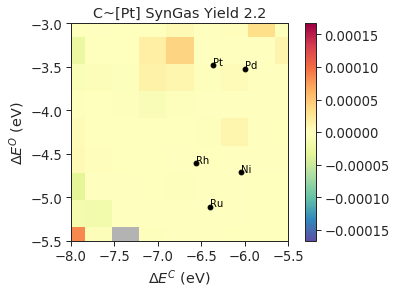 C~[Pt] SynGas Yield 2.2
−3.0
−3.5
−4.0
−4.5
−5.0
−5.5
ΔE^O (eV)
Pt
Pd
Rh
Ni
Ru
−8.0 −7.5 −7.0 −6.5 −6.0 −5.5
ΔE^C (eV)
0.00015
0.00010
0.00005
0.00000
−0.00005
−0.00010
−0.00015